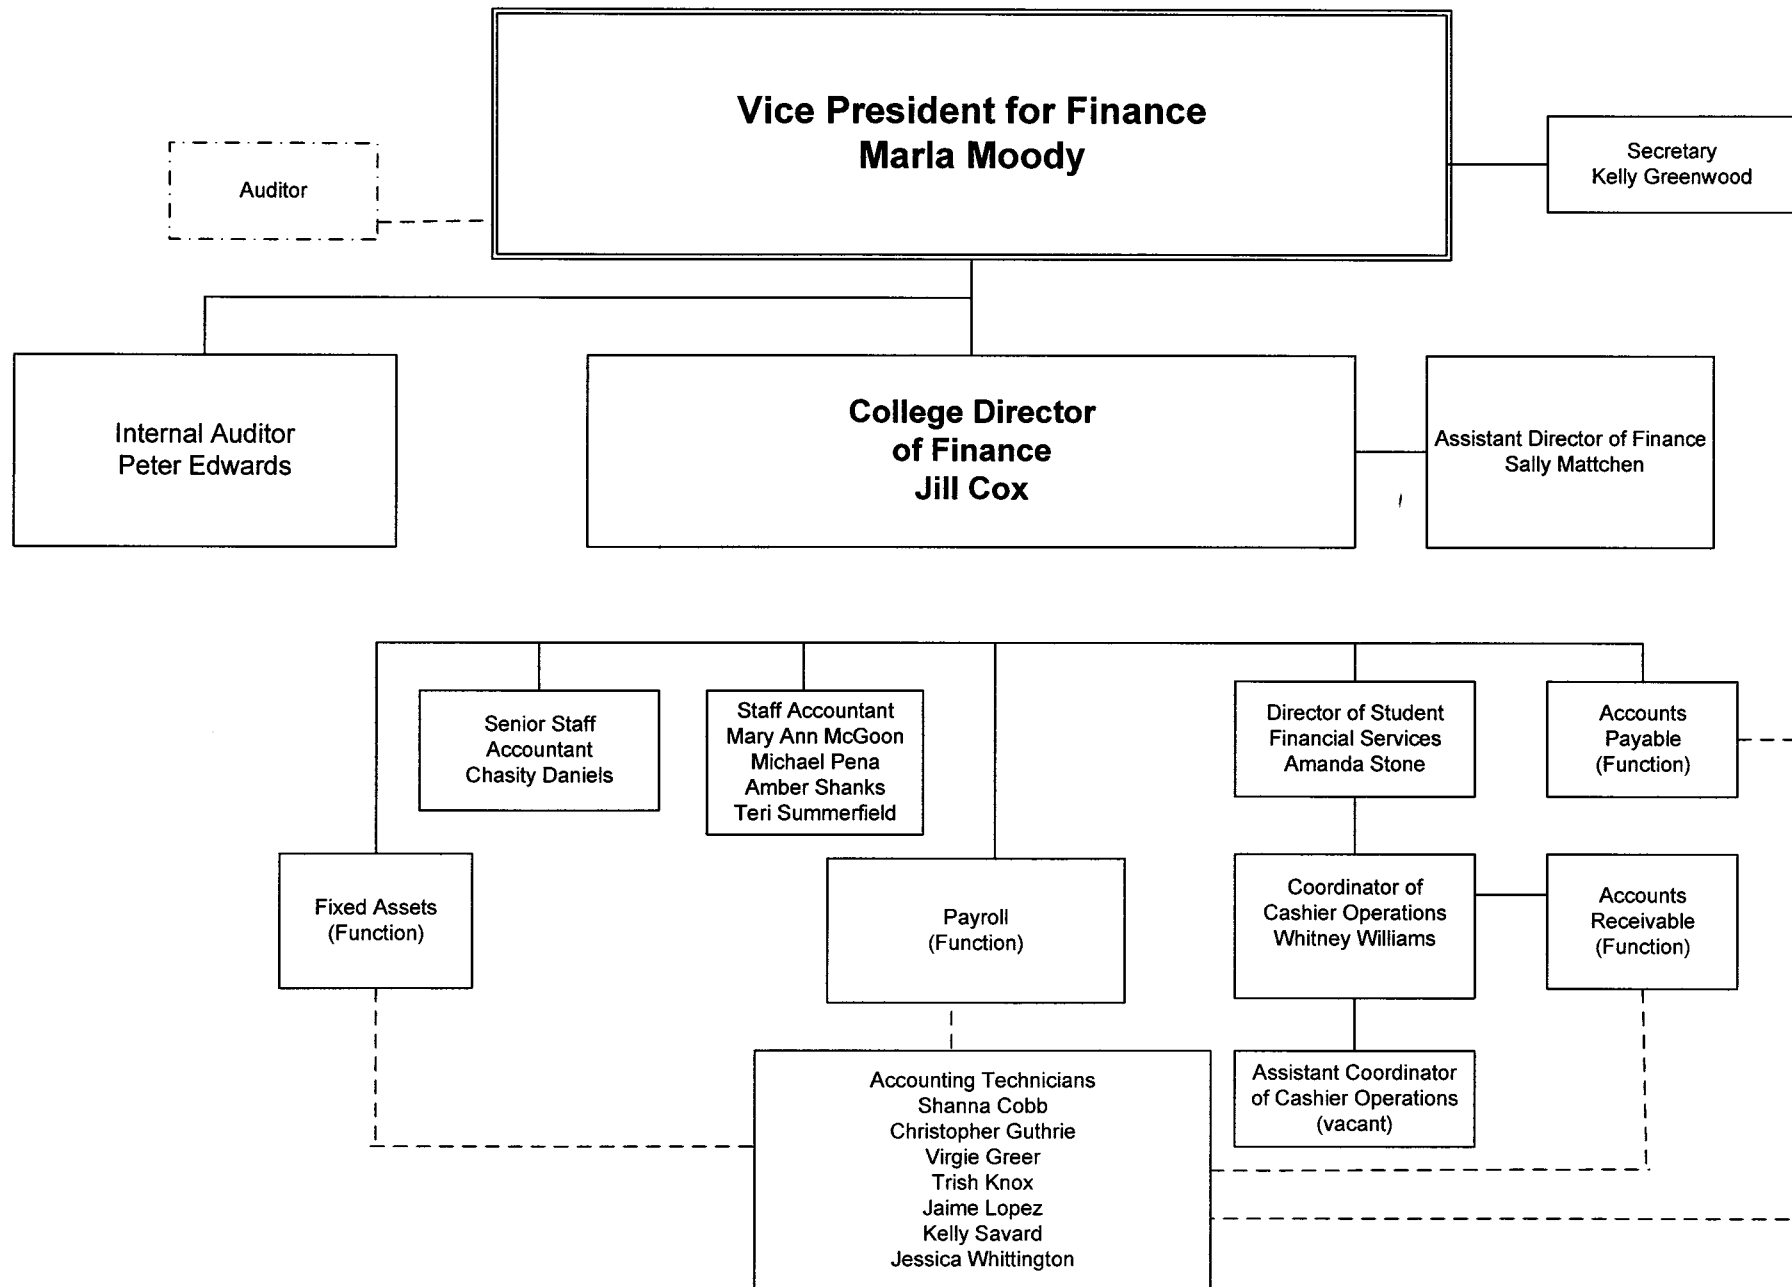 Vice President for Finance
Marla Moody
Auditor
Secretary
Kelly Greenwood
Internal Auditor
Peter Edwards
College Director
of Finance
Jill Cox
Assistant Director of Finance
Sally Mattchen
Senior Staff
Accountant
Chasity Daniels
Staff Accountant
Mary Ann McGoon
Michael Pena
Amber Shanks
Teri Summerfield
Director of Student
Financial Services
Amanda Stone
Accounts
Payable
(Function)
Fixed Assets
(Function)
Payroll
(Function)
Coordinator of
Cashier Operations
Whitney Williams
Accounts
Receivable
(Function)
Accounting Technicians
Shanna Cobb
Christopher Guthrie
Virgie Greer
Trish Knox
Jaime Lopez
Kelly Savard
Jessica Whittington
Assistant Coordinator
of Cashier Operations
(vacant)